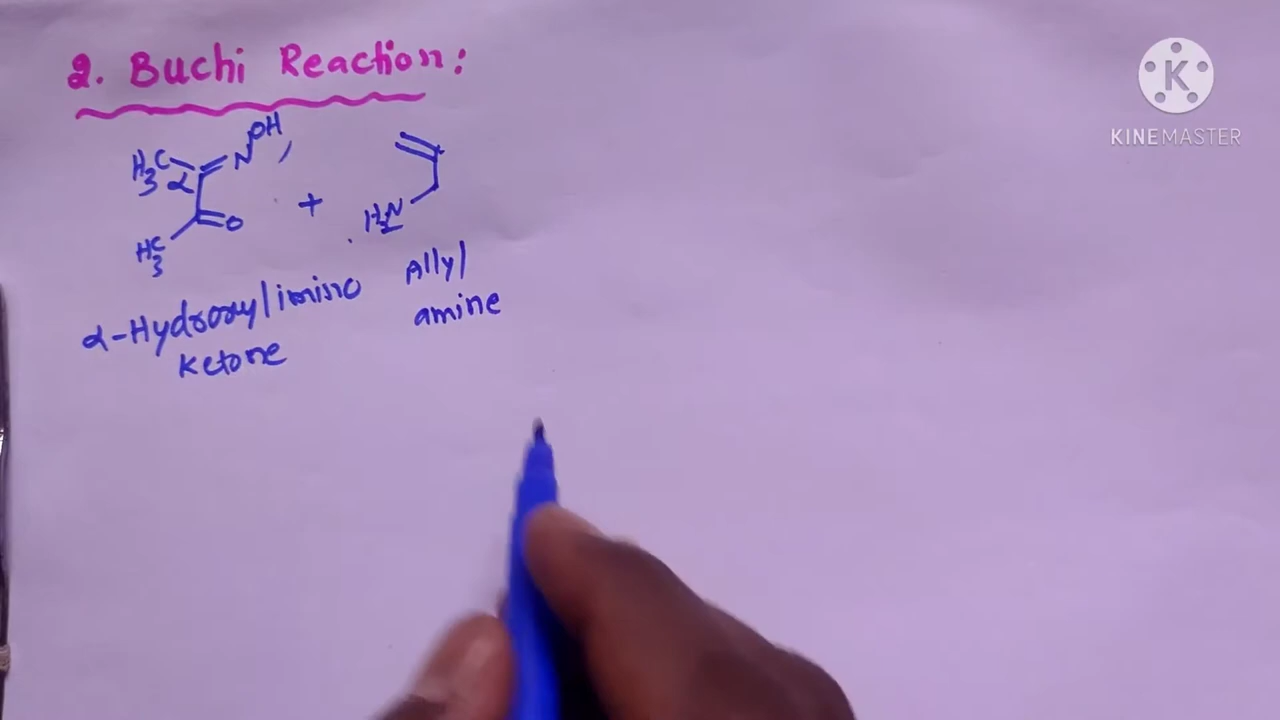 2. Buchi Reaction:
OH
H3C
N
α
O
+
H2N
H3C
Allyl
amine
α-Hydroxylimino
Ketone
K
KINEMASTER